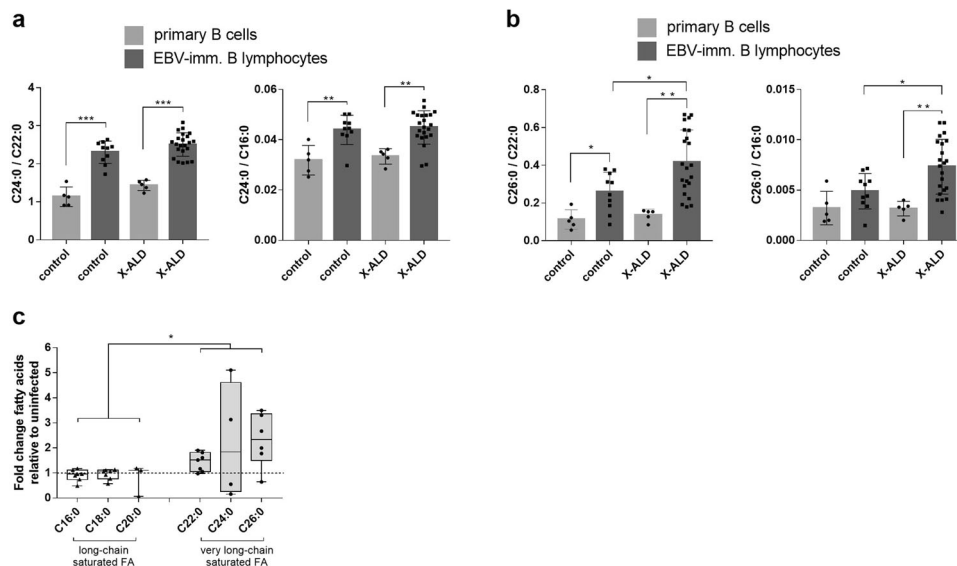 a
primary B cells
EBV-imm. B lymphocytes
C24:0 / C22:0
4
3
2
1
0
***
***
control
control
X-ALD
X-ALD
C24:0 / C16:0
0.06
0.04
0.02
0.00
**
**
control
control
X-ALD
X-ALD
b
primary B cells
EBV-imm. B lymphocytes
C26:0 / C22:0
0.8
0.6
0.4
0.2
0.0
*
* *
*
control
control
X-ALD
X-ALD
C26:0 / C16:0
0.015
0.010
0.005
0.000
*
* *
control
control
X-ALD
X-ALD
c
Fold change fatty acids
relative to uninfected
6
5
4
3
2
1
0
*
C16:0
C18:0
C20:0
C22:0
C24:0
C26:0
long-chain
saturated FA
very long-chain
saturated FA